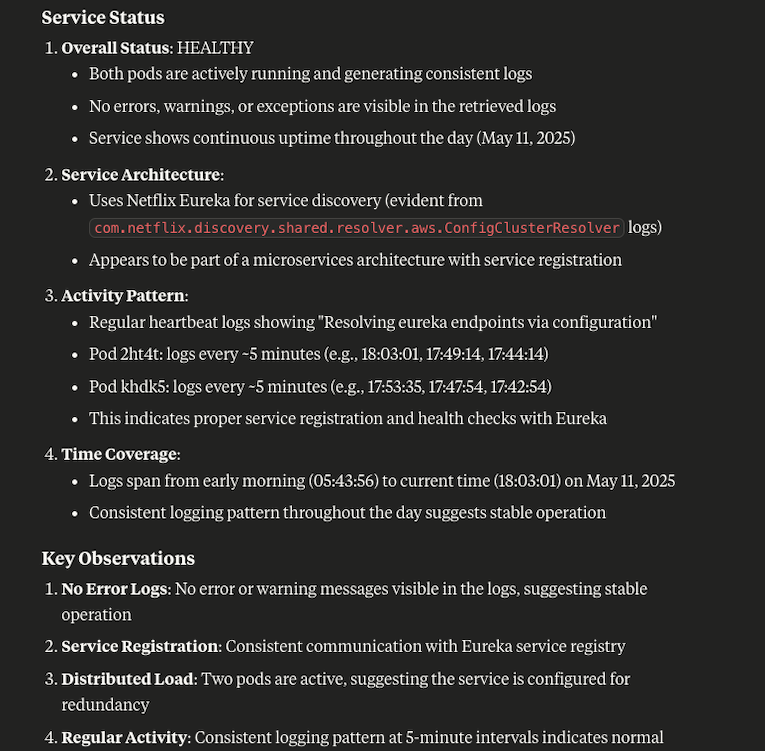 Service Status
1. Overall Status: HEALTHY
• Both pods are actively running and generating consistent logs
• No errors, warnings, or exceptions are visible in the retrieved logs
• Service shows continuous uptime throughout the day (May 11, 2025)
2. Service Architecture:
• Uses Netflix Eureka for service discovery (evident from
com.netflix.discovery.shared.resolver.aws.ConfigClusterResolver logs)
• Appears to be part of a microservices architecture with service registration
3. Activity Pattern:
• Regular heartbeat logs showing "Resolving eureka endpoints via configuration"
• Pod 2ht4t: logs every ~5 minutes (e.g., 18:03:01, 17:49:14, 17:44:14)
• Pod khdk5: logs every ~5 minutes (e.g., 17:53:35, 17:47:54, 17:42:54)
• This indicates proper service registration and health checks with Eureka
4. Time Coverage:
• Logs span from early morning (05:43:56) to current time (18:03:01) on May 11, 2025
• Consistent logging pattern throughout the day suggests stable operation
Key Observations
1. No Error Logs: No error or warning messages visible in the logs, suggesting stable
operation
2. Service Registration: Consistent communication with Eureka service registry
3. Distributed Load: Two pods are active, suggesting the service is configured for
redundancy
4. Regular Activity: Consistent logging pattern at 5-minute intervals indicates normal